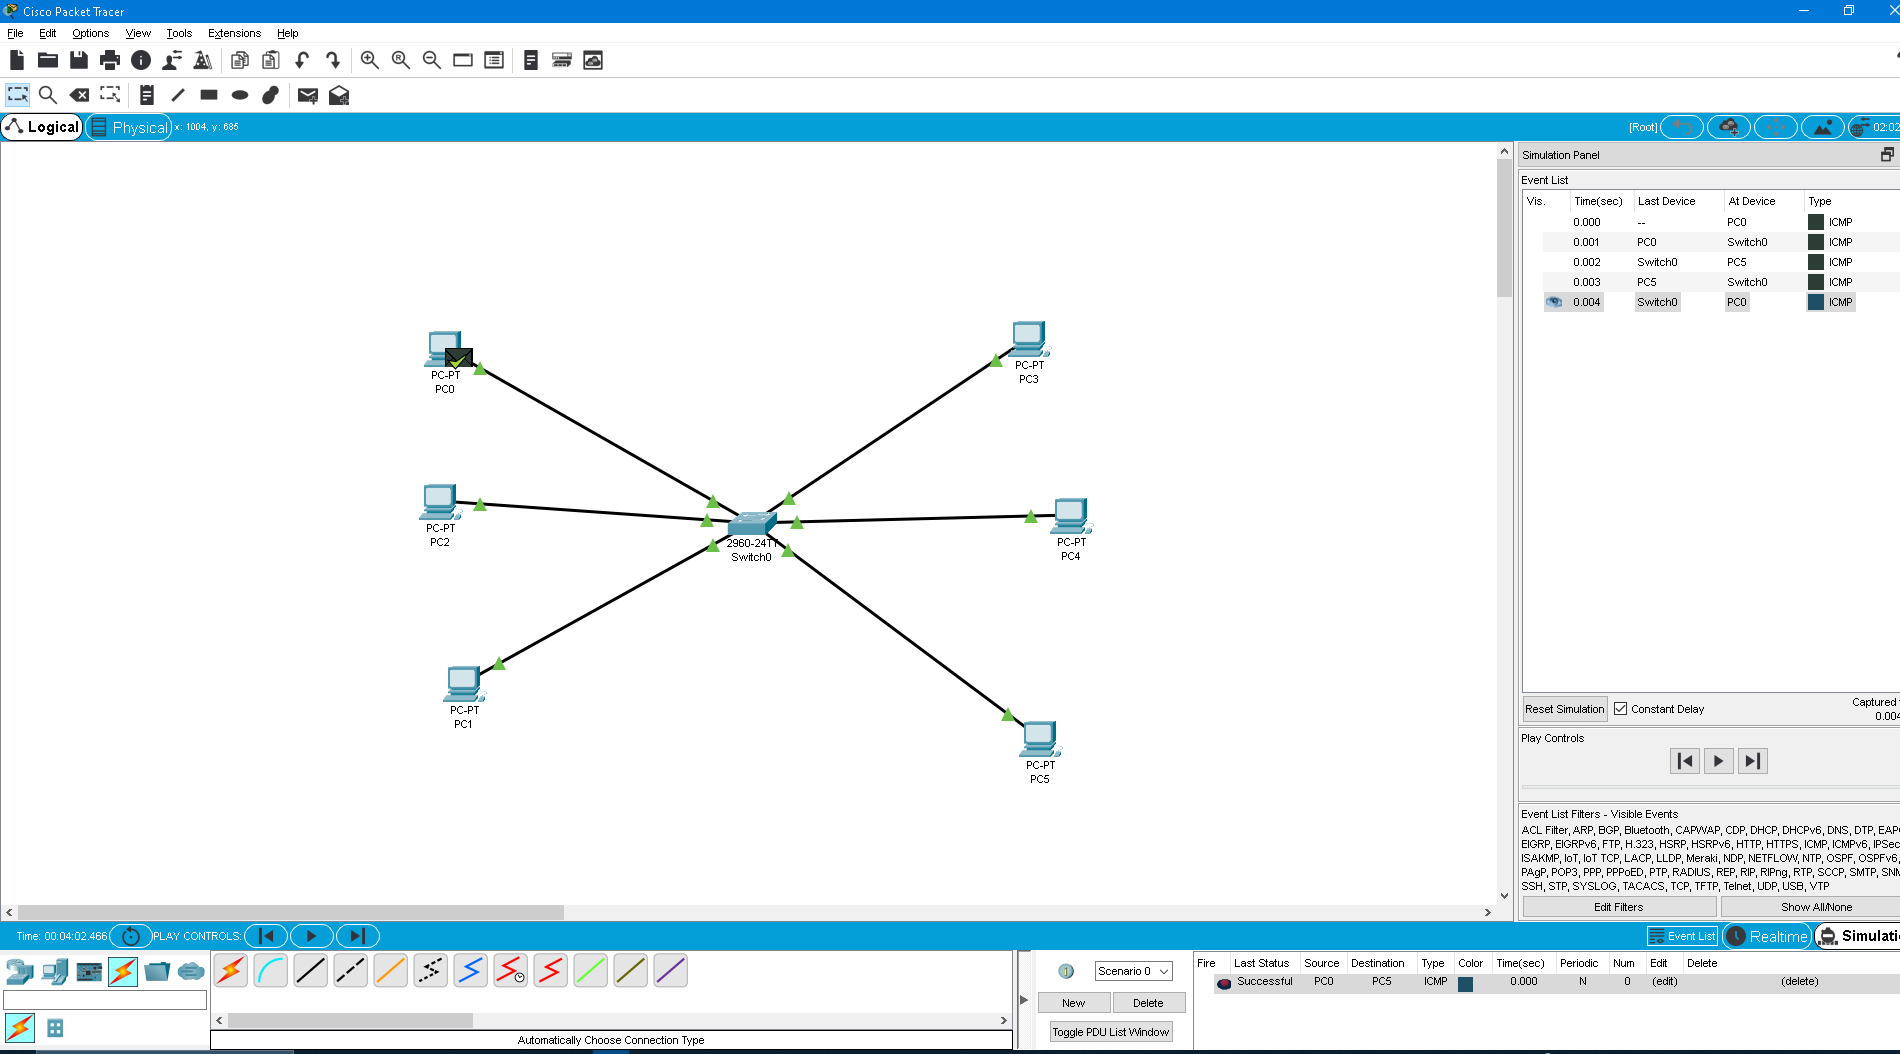 Cisco Packet Tracer
File Edit Options View Tools Extensions Help
Logical Physical x: 1004, y: 685 [Root] 02:02
Simulation Panel
Event List
Vis. Time(sec) Last Device At Device Type
0.000 -- PC0 ICMP
0.001 PC0 Switch0 ICMP
0.002 Switch0 PC5 ICMP
0.003 PC5 Switch0 ICMP
0.004 Switch0 PC0 ICMP
PC-PT
PC0
PC-PT
PC3
PC-PT
PC2
2960-24TT
Switch0
PC-PT
PC4
PC-PT
PC1
PC-PT
PC5
Reset Simulation Constant Delay Captured
0.004
Play Controls
Event List Filters - Visible Events
ACL Filter, ARP, BGP, Bluetooth, CAPWAP, CDP, DHCP, DHCPv6, DNS, DTP, EAPO
EIGRP, EIGRPv6, FTP, H.323, HSRP, HSRPv6, HTTP, HTTPS, ICMP, ICMPv6, IPSec
ISAKMP, IoT, IoT TCP, LACP, LLDP, Meraki, NDP, NETFLOW, NTP, OSPF, OSPFv6,
PAgP, POP3, PPP, PPPoED, PTP, RADIUS, REP, RIP, RIPng, RTP, SCCP, SMTP, SNM
SSH, STP, SYSLOG, TACACS, TCP, TFTP, Telnet, UDP, USB, VTP
Edit Filters Show All/None
Time: 00:04:02.466 PLAY CONTROLS: Event List Realtime Simulatio
Scenario 0
New Delete
Toggle PDU List Window
Fire Last Status Source Destination Type Color Time(sec) Periodic Num Edit Delete
Successful PC0 PC5 ICMP 0.000 N 0 (edit) (delete)
Automatically Choose Connection Type